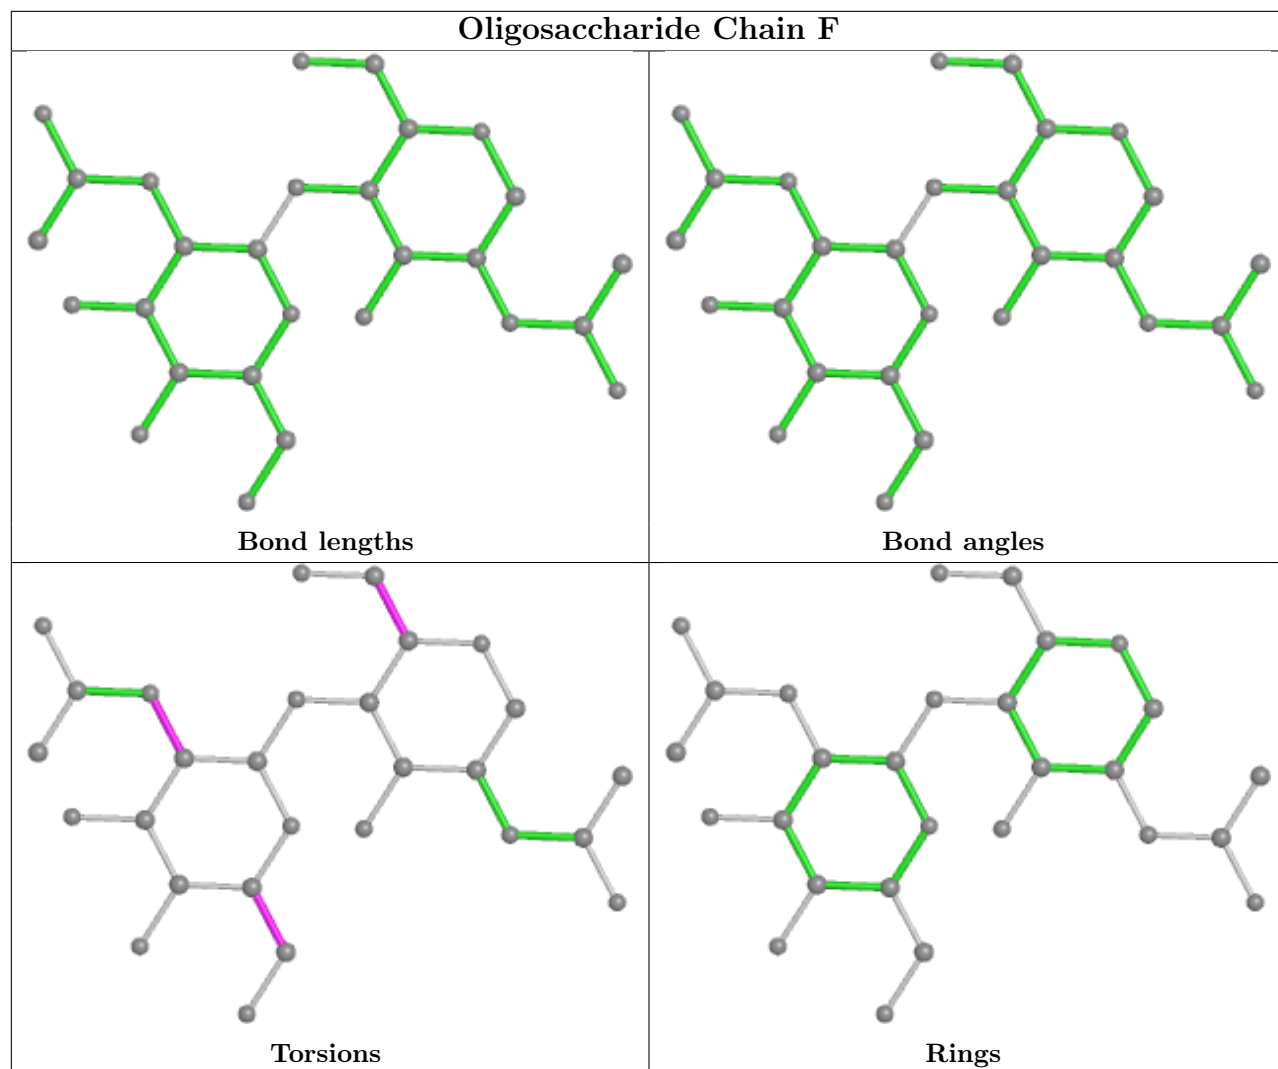 Oligosaccharide Chain F
Bond lengths
Bond angles
Torsions
Rings